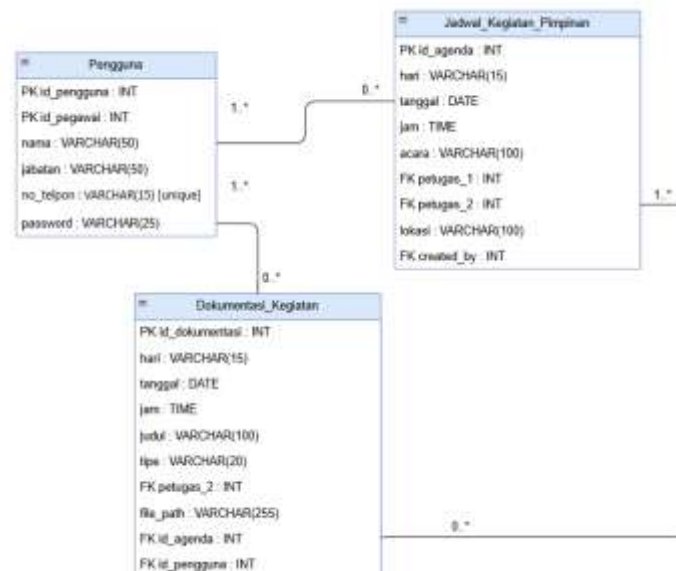 Pengguna
PK id_pengguna : INT
PK id_pegawai : INT
nama : VARCHAR(50)
jabatan : VARCHAR(50)
no_telpon : VARCHAR(15) [unique]
password : VARCHAR(25)
1..*
0..*
1..*
0..*
Jadwal_Kegiatan_Pimpinan
PK id_agenda : INT
hari : VARCHAR(15)
tanggal : DATE
jam : TIME
acara : VARCHAR(100)
FK petugas_1 : INT
FK petugas_2 : INT
lokasi : VARCHAR(100)
FK created_by : INT
1..*
Dokumentasi_Kegiatan
PK id_dokumentasi : INT
hari : VARCHAR(15)
tanggal : DATE
jam : TIME
judul : VARCHAR(100)
tipe : VARCHAR(20)
FK petugas_2 : INT
file_path : VARCHAR(255)
FK id_agenda : INT
FK id_pengguna : INT
0..*